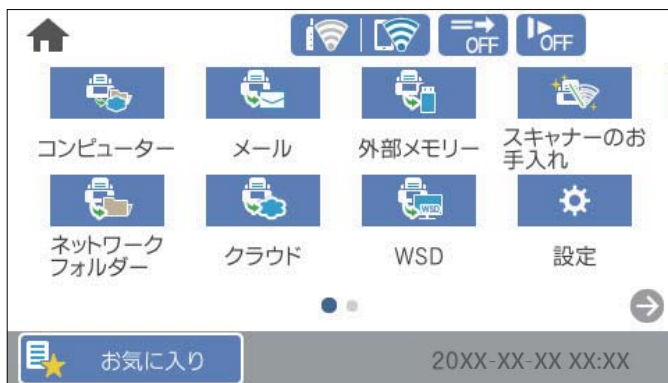 OFF
OFF
コンピューター
メール
外部メモリー
スキャナーのお
手入れ
WSD
ネットワーク
フォルダー
クラウド
WSD
設定
お気に入り
20XX-XX-XX XX:XX